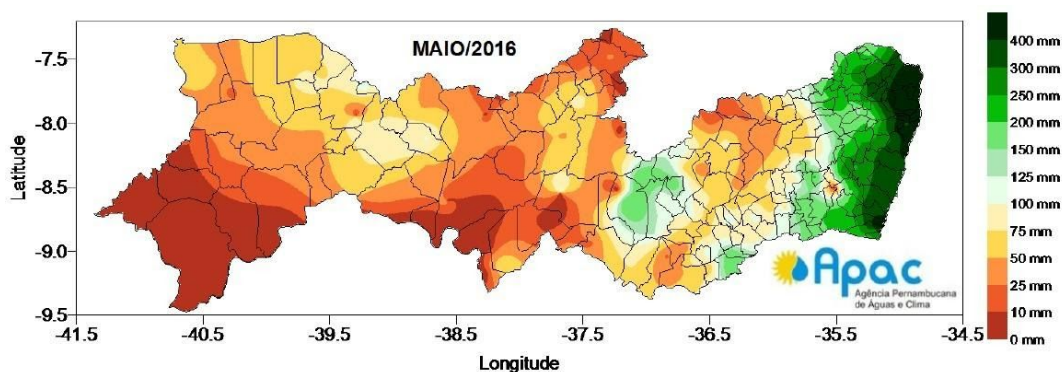 MAIO/2016
-7.5
-8.0
-8.5
-9.0
-9.5
Latitude
-41.5 -40.5 -39.5 -38.5 -37.5 -36.5 -35.5 -34.5
Longitude
Apac
Agência Pernambucana
de Águas e Clima
400 mm
300 mm
250 mm
200 mm
150 mm
125 mm
100 mm
75 mm
50 mm
25 mm
10 mm
0 mm